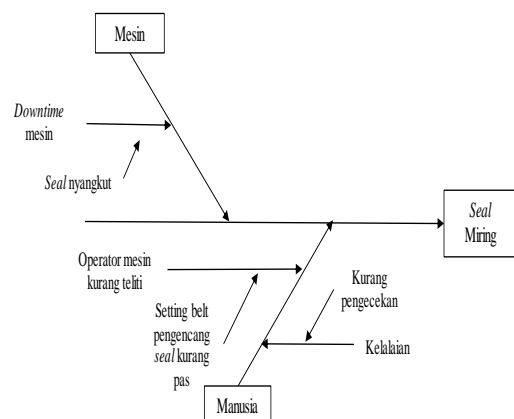 Mesin
Downtime
mesin
Seal nyangkut
Seal
Miring
Operator mesin
kurang teliti
Setting belt
pengencang
seal kurang
pas
Kurang
pengecekan
Kelalaian
Manusia